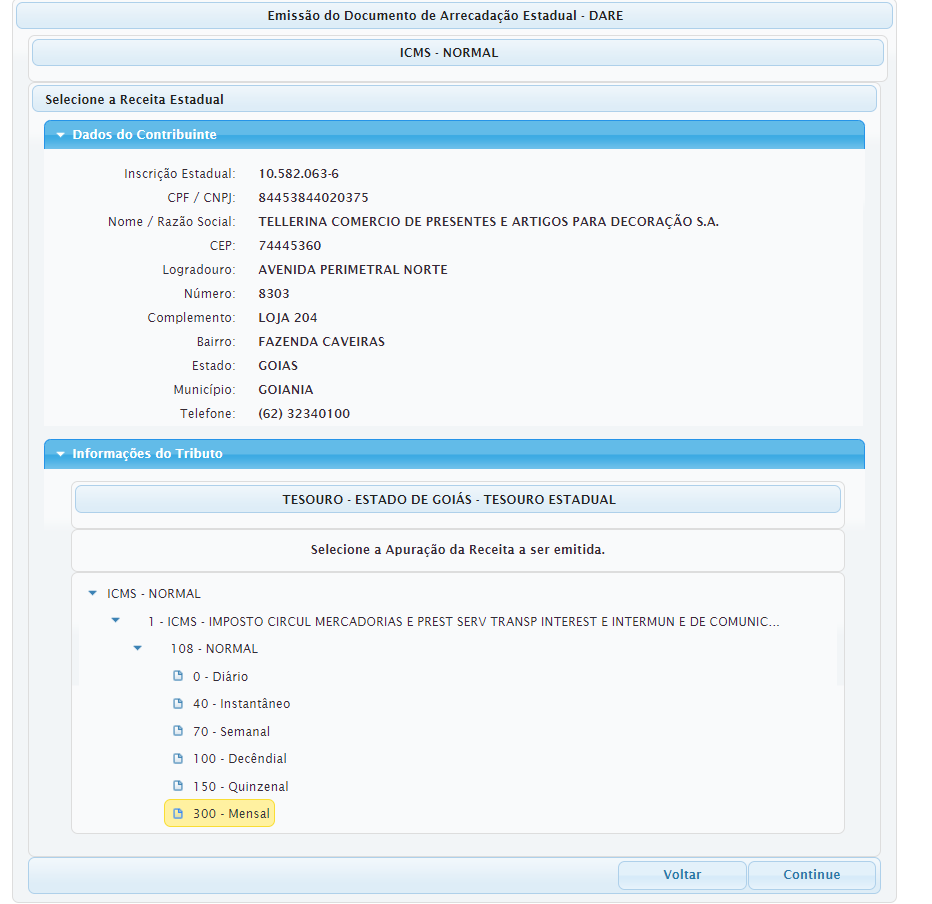 Emissão do Documento de Arrecadação Estadual - DARE
ICMS - NORMAL
Selecione a Receita Estadual
Dados do Contribuinte
Inscrição Estadual: 10.582.063-6
CPF / CNPJ: 84453844020375
Nome / Razão Social: TELLERINA COMERCIO DE PRESENTES E ARTIGOS PARA DECORAÇÃO S.A.
CEP: 74445360
Logradouro: AVENIDA PERIMETRAL NORTE
Número: 8303
Complemento: LOJA 204
Bairro: FAZENDA CAVEIRAS
Estado: GOIAS
Município: GOIANIA
Telefone: (62) 32340100
Informações do Tributo
TESOURO - ESTADO DE GOIÁS - TESOURO ESTADUAL
Selecione a Apuração da Receita a ser emitida.
ICMS - NORMAL
1 - ICMS - IMPOSTO CIRCUL MERCADORIAS E PREST SERV TRANSP INTEREST E INTERMUN E DE COMUNIC...
108 - NORMAL
0 - Diário
40 - Instantâneo
70 - Semanal
100 - Decêndial
150 - Quinzenal
300 - Mensal
Voltar Continue